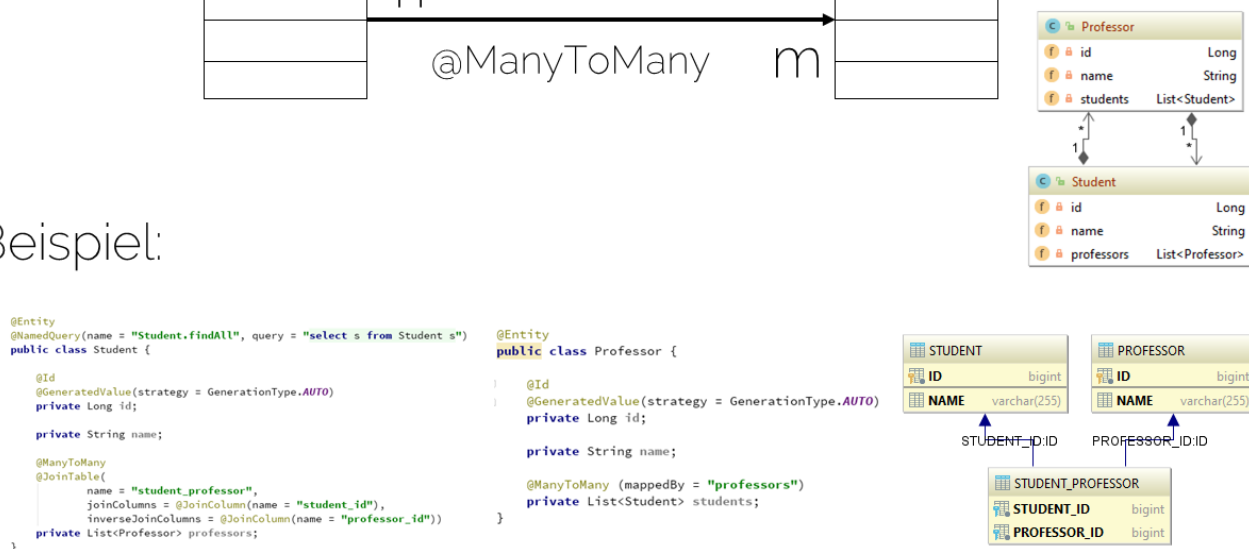 @ManyToMany m
Professor
id Long
name String
students List<Student>
*
1
1
*
Student
id Long
name String
professors List<Professor>
Beispiel:
@Entity
@NamedQuery(name = "Student.findAll", query = "select s from Student s")
public class Student {
@Id
@GeneratedValue(strategy = GenerationType.AUTO)
private Long id;
private String name;
@ManyToMany
@JoinTable(
name = "student_professor",
joinColumns = @JoinColumn(name = "student_id"),
inverseJoinColumns = @JoinColumn(name = "professor_id"))
private List<Professor> professors;
}
@Entity
public class Professor {
@Id
@GeneratedValue(strategy = GenerationType.AUTO)
private Long id;
private String name;
@ManyToMany (mappedBy = "professors")
private List<Student> students;
}
STUDENT
ID bigint
NAME varchar(255)
PROFESSOR
ID bigint
NAME varchar(255)
STUDENT_ID:ID
PROFESSOR_ID:ID
STUDENT_PROFESSOR
STUDENT_ID bigint
PROFESSOR_ID bigint